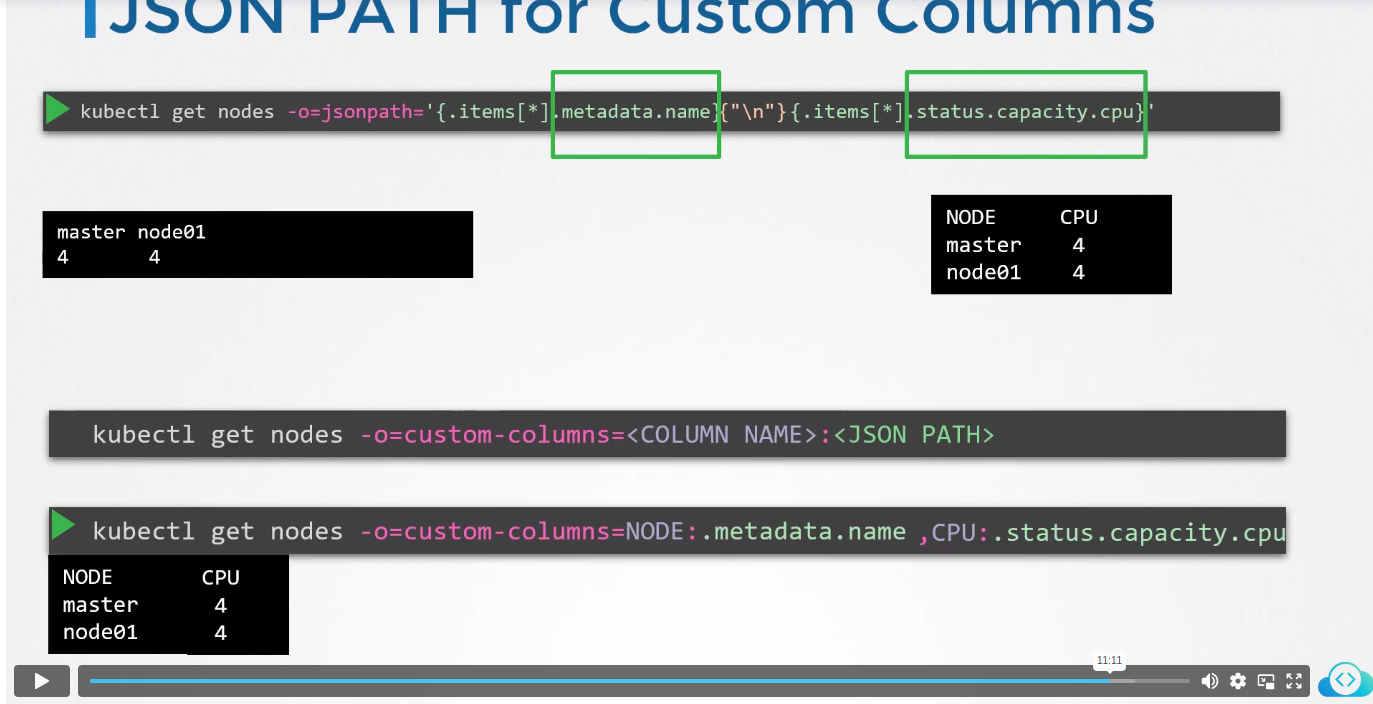 JSON PATH for Custom Columns
kubectl get nodes -o=jsonpath='{.items[*].metadata.name}{"\n"}{.items[*].status.capacity.cpu}'
master node01
4 4
NODE CPU
master 4
node01 4
kubectl get nodes -o=custom-columns=<COLUMN NAME>:<JSON PATH>
kubectl get nodes -o=custom-columns=NODE:.metadata.name ,CPU:.status.capacity.cpu
NODE CPU
master 4
node01 4
11:11